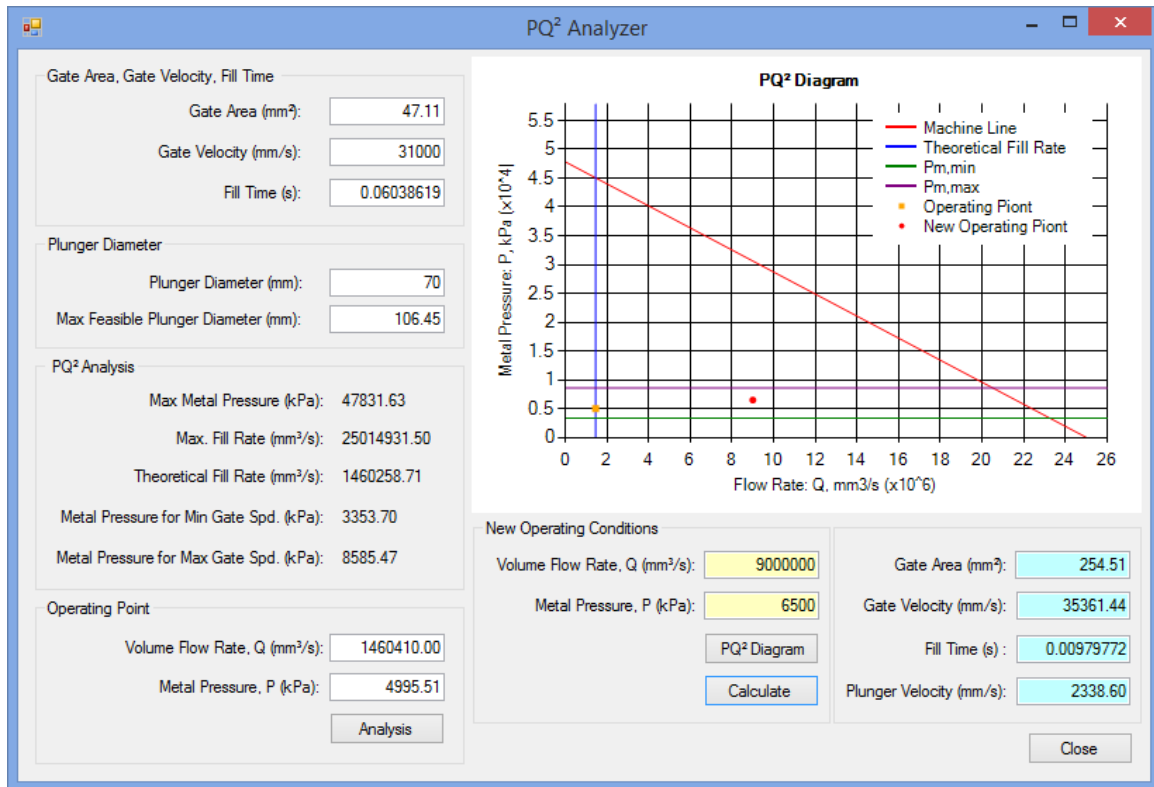 PQ² Analyzer
Gate Area, Gate Velocity, Fill Time
Gate Area (mm²): 47.11
Gate Velocity (mm/s): 31000
Fill Time (s): 0.06038619
Plunger Diameter
Plunger Diameter (mm): 70
Max Feasible Plunger Diameter (mm): 106.45
PQ² Analysis
Max Metal Pressure (kPa): 47831.63
Max. Fill Rate (mm³/s): 25014931.50
Theoretical Fill Rate (mm³/s): 1460258.71
Metal Pressure for Min Gate Spd. (kPa): 3353.70
Metal Pressure for Max Gate Spd. (kPa): 8585.47
Operating Point
Volume Flow Rate, Q (mm³/s): 1460410.00
Metal Pressure, P (kPa): 4995.51
Analysis
PQ² Diagram
Metal Pressure: P, kPa (x10^4|
5.5
5
4.5
4
3.5
3
2.5
2
1.5
1
0.5
0
Machine Line
Theoretical Fill Rate
Pm,min
Pm,max
Operating Piont
New Operating Piont
0 2 4 6 8 10 12 14 16 18 20 22 24 26
Flow Rate: Q, mm3/s (x10^6)
New Operating Conditions
Volume Flow Rate, Q (mm³/s): 9000000
Metal Pressure, P (kPa): 6500
PQ² Diagram
Calculate
Gate Area (mm²): 254.51
Gate Velocity (mm/s): 35361.44
Fill Time (s) : 0.00979772
Plunger Velocity (mm/s): 2338.60
Close